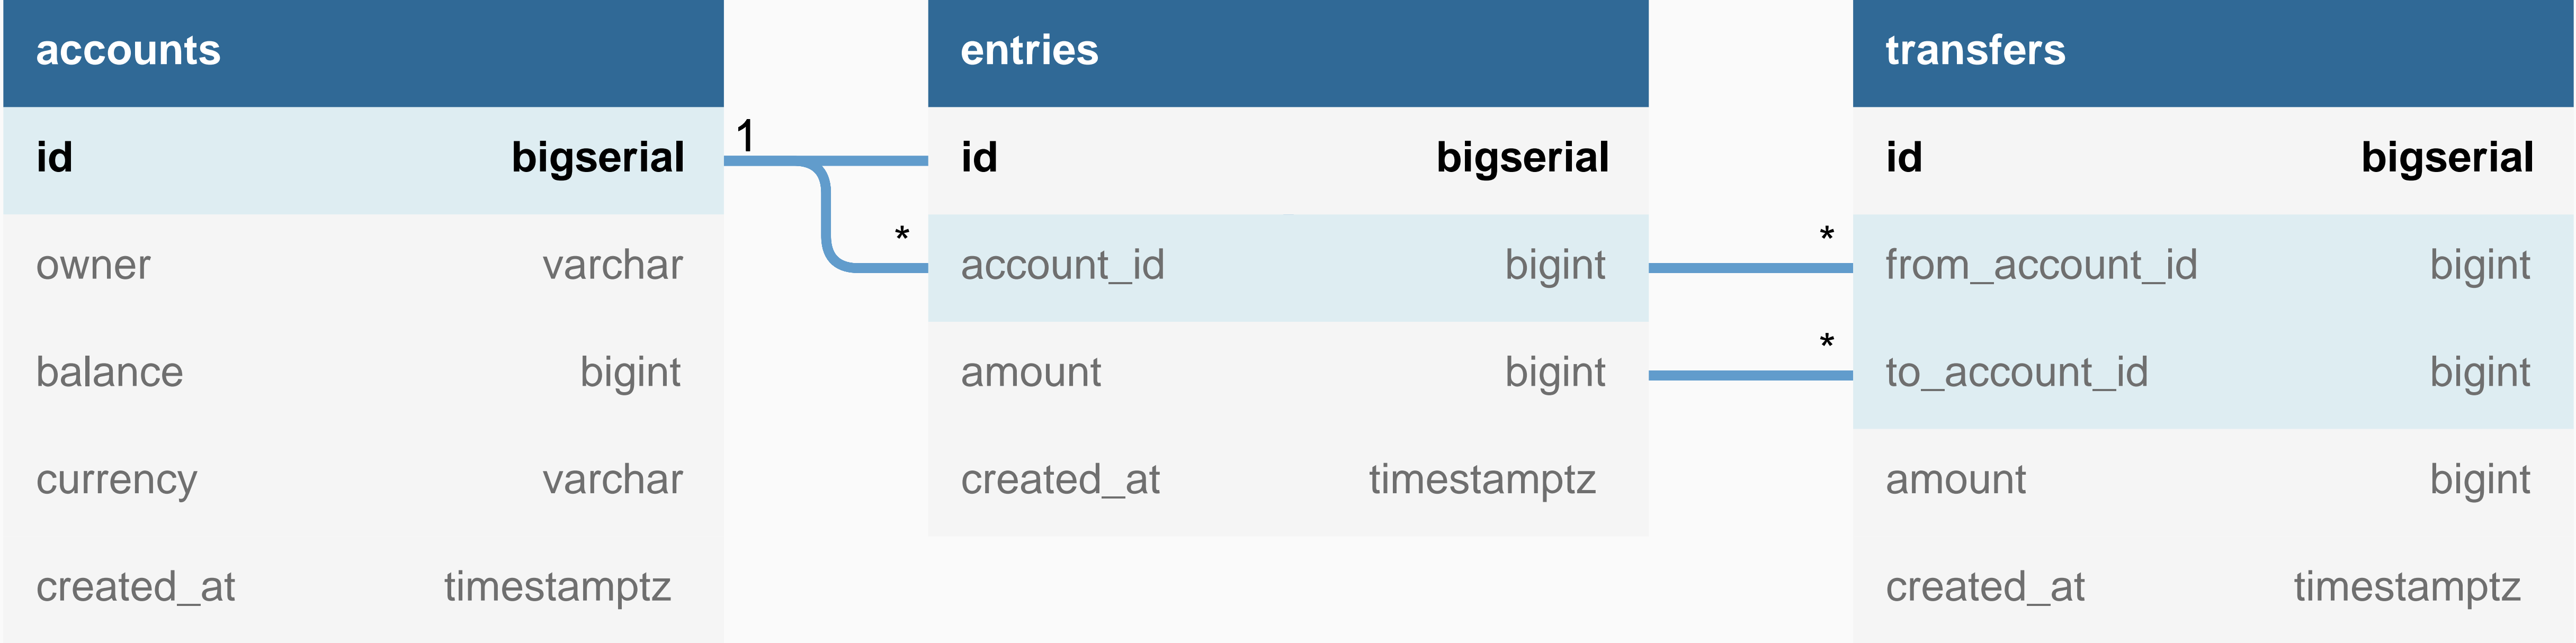 accounts
id bigserial
owner varchar
balance bigint
currency varchar
created_at timestamptz
1
*
entries
id bigserial
account_id bigint
amount bigint
created_at timestamptz
*
*
transfers
id bigserial
from_account_id bigint
to_account_id bigint
amount bigint
created_at timestamptz